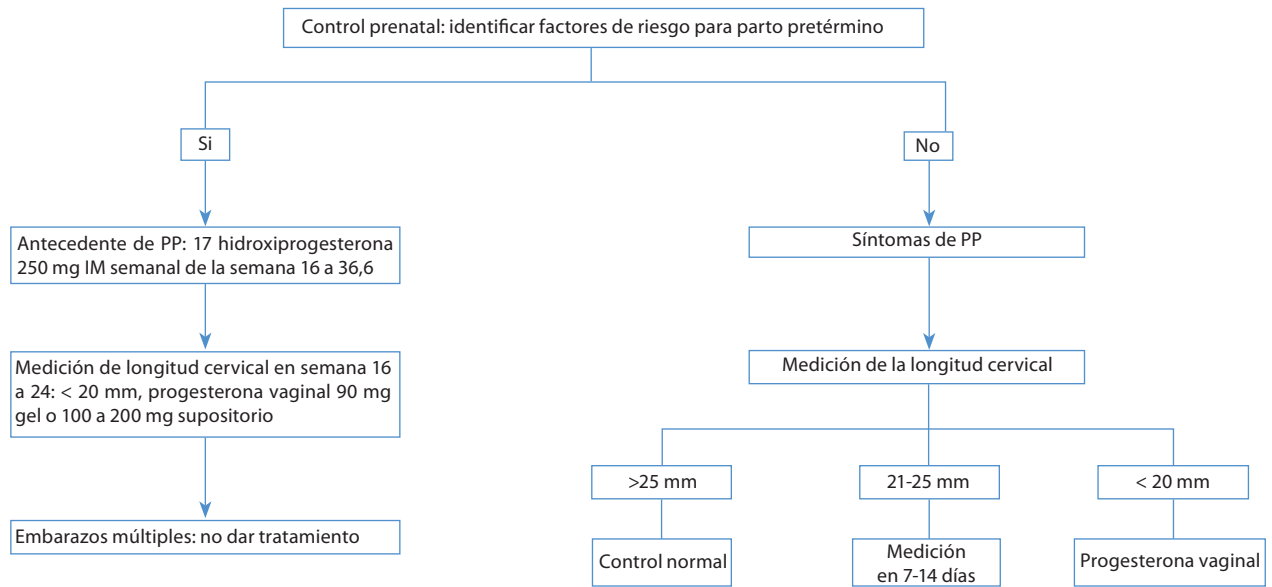 Control prenatal: identificar factores de riesgo para parto pretérmino
Si
No
Antecedente de PP: 17 hidroxiprogesterona
250 mg IM semanal de la semana 16 a 36,6
Síntomas de PP
Medición de longitud cervical en semana 16
a 24: < 20 mm, progesterona vaginal 90 mg
gel o 100 a 200 mg supositorio
Medición de la longitud cervical
>25 mm
21-25 mm
< 20 mm
Embarazos múltiples: no dar tratamiento
Control normal
Medición
en 7-14 días
Progesterona vaginal